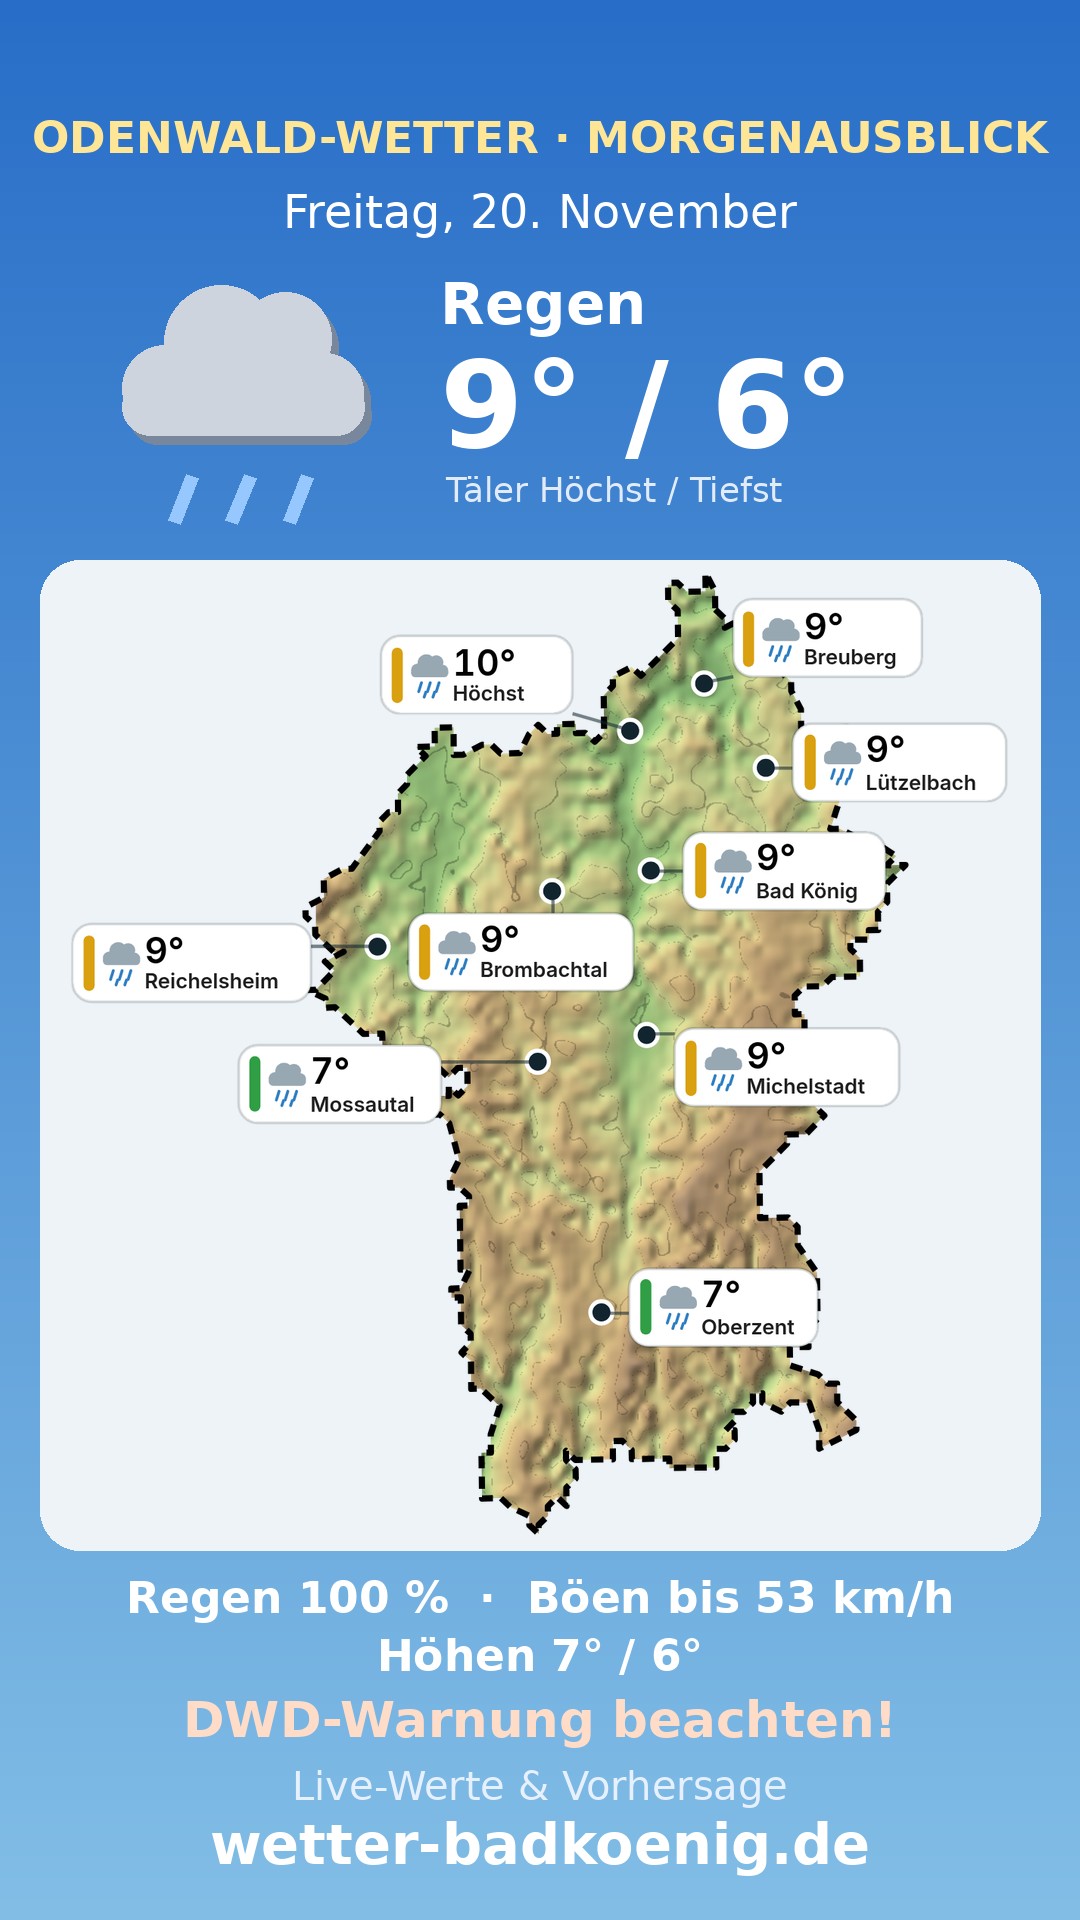 ODENWALD-WETTER · MORGENAUSBLICK
Freitag, 20. November
Regen
9° / 6°
Täler Höchst / Tiefst
9°
Breuberg
10°
Höchst
9°
Lützelbach
9°
Bad König
9°
Reichelsheim
9°
Brombachtal
9°
Michelstadt
7°
Mossautal
7°
Oberzent
Regen 100 % · Böen bis 53 km/h
Höhen 7° / 6°
DWD-Warnung beachten!
Live-Werte & Vorhersage
wetter-badkoenig.de